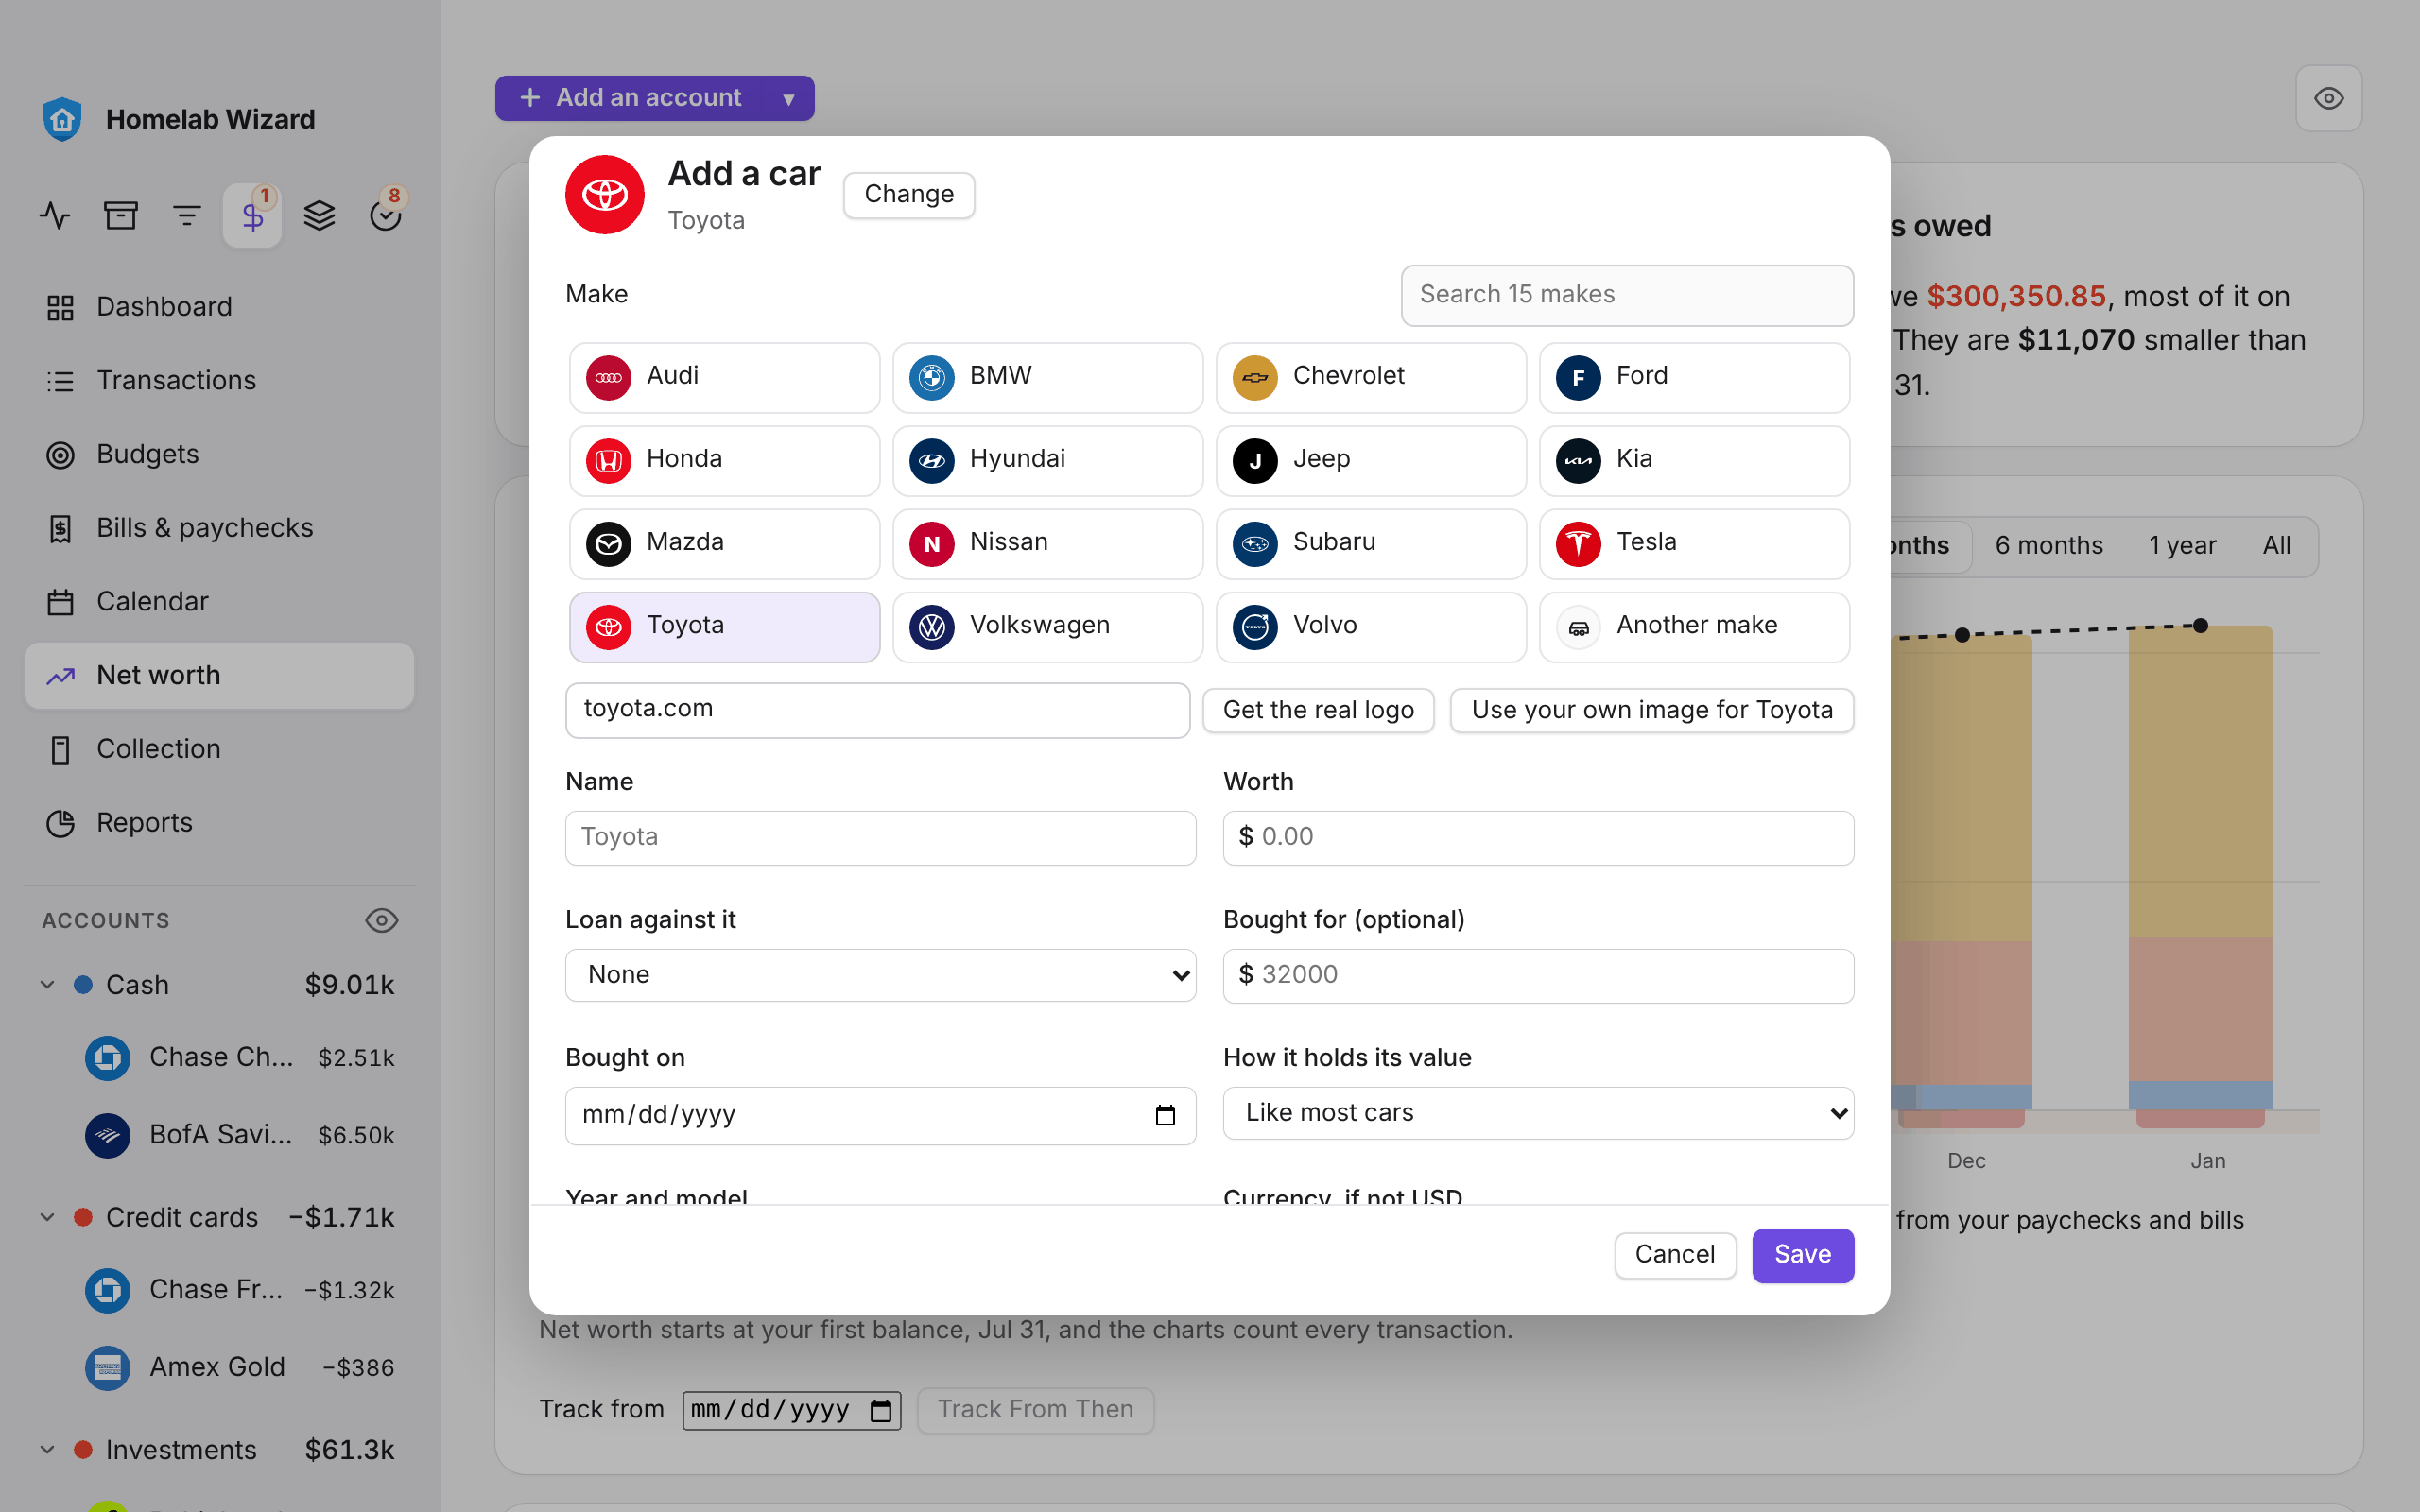 Homelab Wizard
1
8
Dashboard
Transactions
Budgets
Bills & paychecks
Calendar
Net worth
Collection
Reports
ACCOUNTS
Cash $9.01k
Chase Ch... $2.51k
BofA Savi... $6.50k
Credit cards −$1.71k
Chase Fr... −$1.32k
Amex Gold −$386
Investments $61.3k
+ Add an account ▾
Add a car
Toyota
Change
Make
Search 15 makes
Audi
BMW
Chevrolet
F Ford
Honda
Hyundai
J Jeep
Kia
Mazda
N Nissan
Subaru
Tesla
Toyota
Volkswagen
Volvo
Another make
toyota.com
Get the real logo
Use your own image for Toyota
Name
Worth
Toyota
$ 0.00
Loan against it
Bought for (optional)
None
$ 32000
Bought on
How it holds its value
mm/dd/yyyy
Like most cars
Year and model
Currency, if not USD
Cancel
Save
s owed
we $300,350.85, most of it on
They are $11,070 smaller than
31.
onths
6 months
1 year
All
Dec
Jan
from your paychecks and bills
Net worth starts at your first balance, Jul 31, and the charts count every transaction.
Track from
mm/dd/yyyy
Track From Then